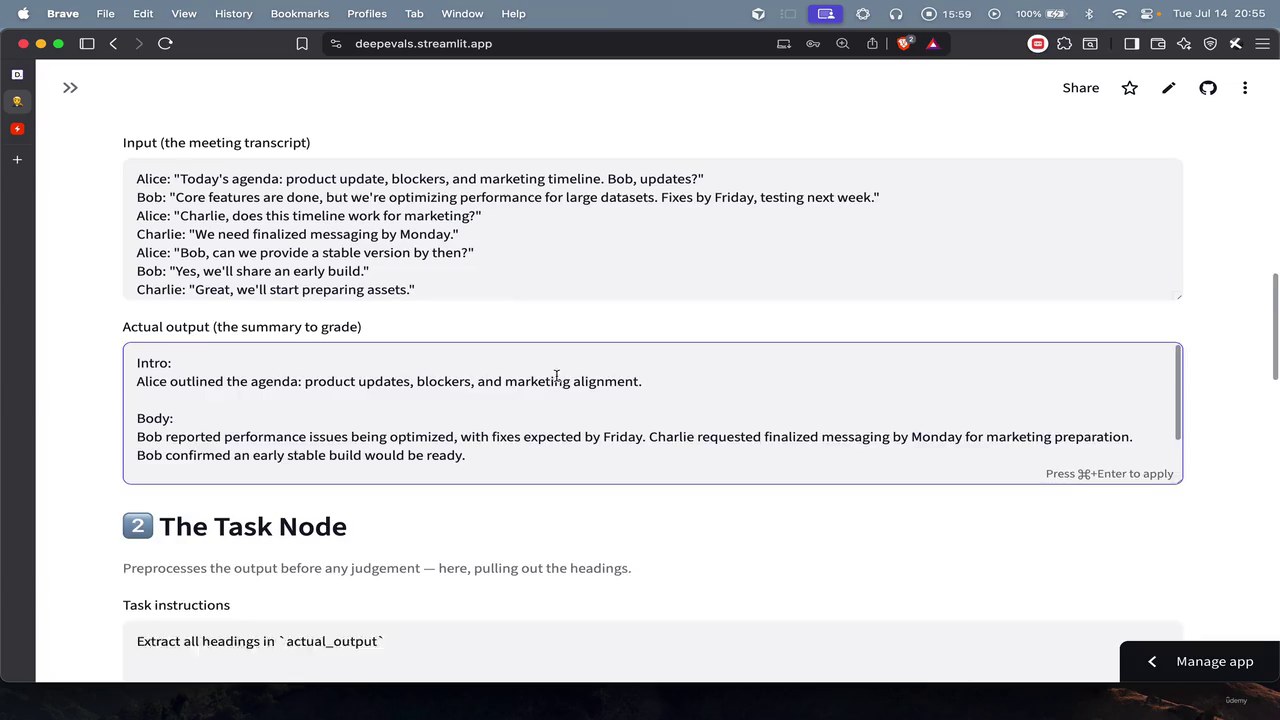 Brave File Edit View History Bookmarks Profiles Tab Window Help 15:59 100% Tue Jul 14 20:55
deepevals.streamlit.app 2
D.
Share
Input (the meeting transcript)
Alice: "Today's agenda: product update, blockers, and marketing timeline. Bob, updates?"
Bob: "Core features are done, but we're optimizing performance for large datasets. Fixes by Friday, testing next week."
Alice: "Charlie, does this timeline work for marketing?"
Charlie: "We need finalized messaging by Monday."
Alice: "Bob, can we provide a stable version by then?"
Bob: "Yes, we'll share an early build."
Charlie: "Great, we'll start preparing assets."
Actual output (the summary to grade)
Intro:
Alice outlined the agenda: product updates, blockers, and marketing alignment.
Body:
Bob reported performance issues being optimized, with fixes expected by Friday. Charlie requested finalized messaging by Monday for marketing preparation.
Bob confirmed an early stable build would be ready.
Press ⌘+Enter to apply
2 The Task Node
Preprocesses the output before any judgement — here, pulling out the headings.
Task instructions
Extract all headings in `actual_output`
Manage app
Udemy